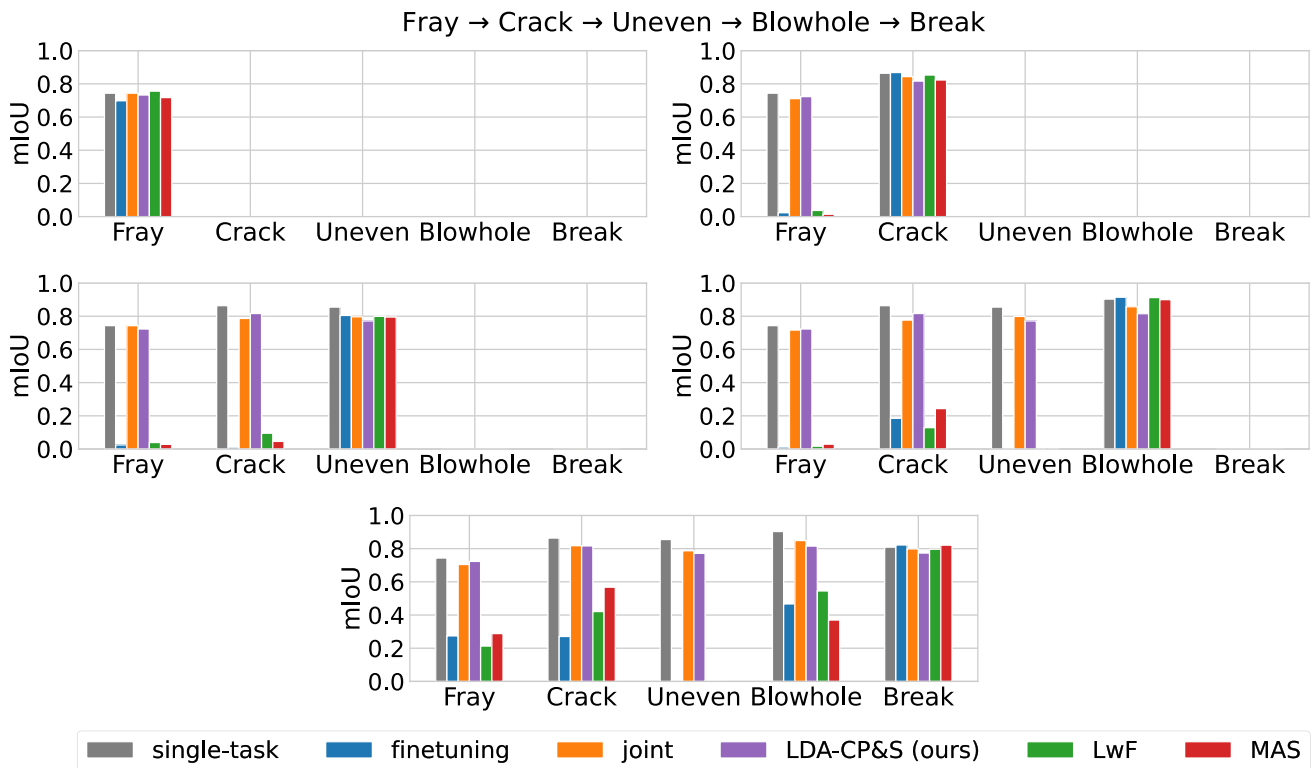 Fray → Crack → Uneven → Blowhole → Break
1.0
0.8
0.6
0.4
0.2
0.0
mIoU
Fray Crack Uneven Blowhole Break
1.0
0.8
0.6
0.4
0.2
0.0
mIoU
Fray Crack Uneven Blowhole Break
1.0
0.8
0.6
0.4
0.2
0.0
mIoU
Fray Crack Uneven Blowhole Break
1.0
0.8
0.6
0.4
0.2
0.0
mIoU
Fray Crack Uneven Blowhole Break
1.0
0.8
0.6
0.4
0.2
0.0
mIoU
Fray Crack Uneven Blowhole Break
single-task finetuning joint LDA-CP&S (ours) LwF MAS